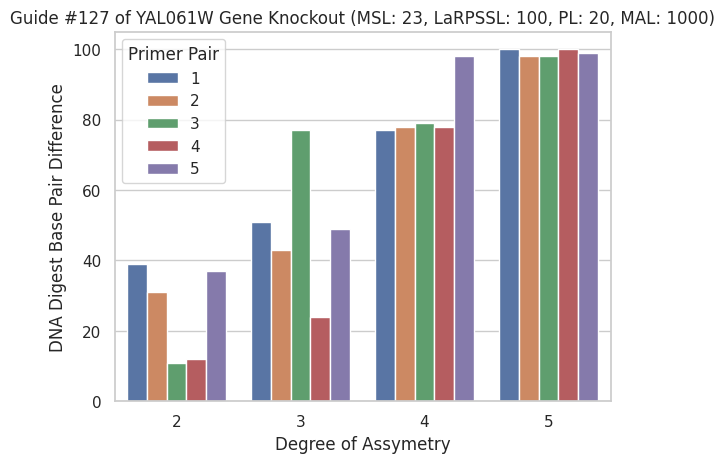 Guide #127 of YAL061W Gene Knockout (MSL: 23, LaRPSSL: 100, PL: 20, MAL: 1000)
Primer Pair
1
2
3
4
5
DNA Digest Base Pair Difference
100
80
60
40
20
0
2 3 4 5
Degree of Assymetry